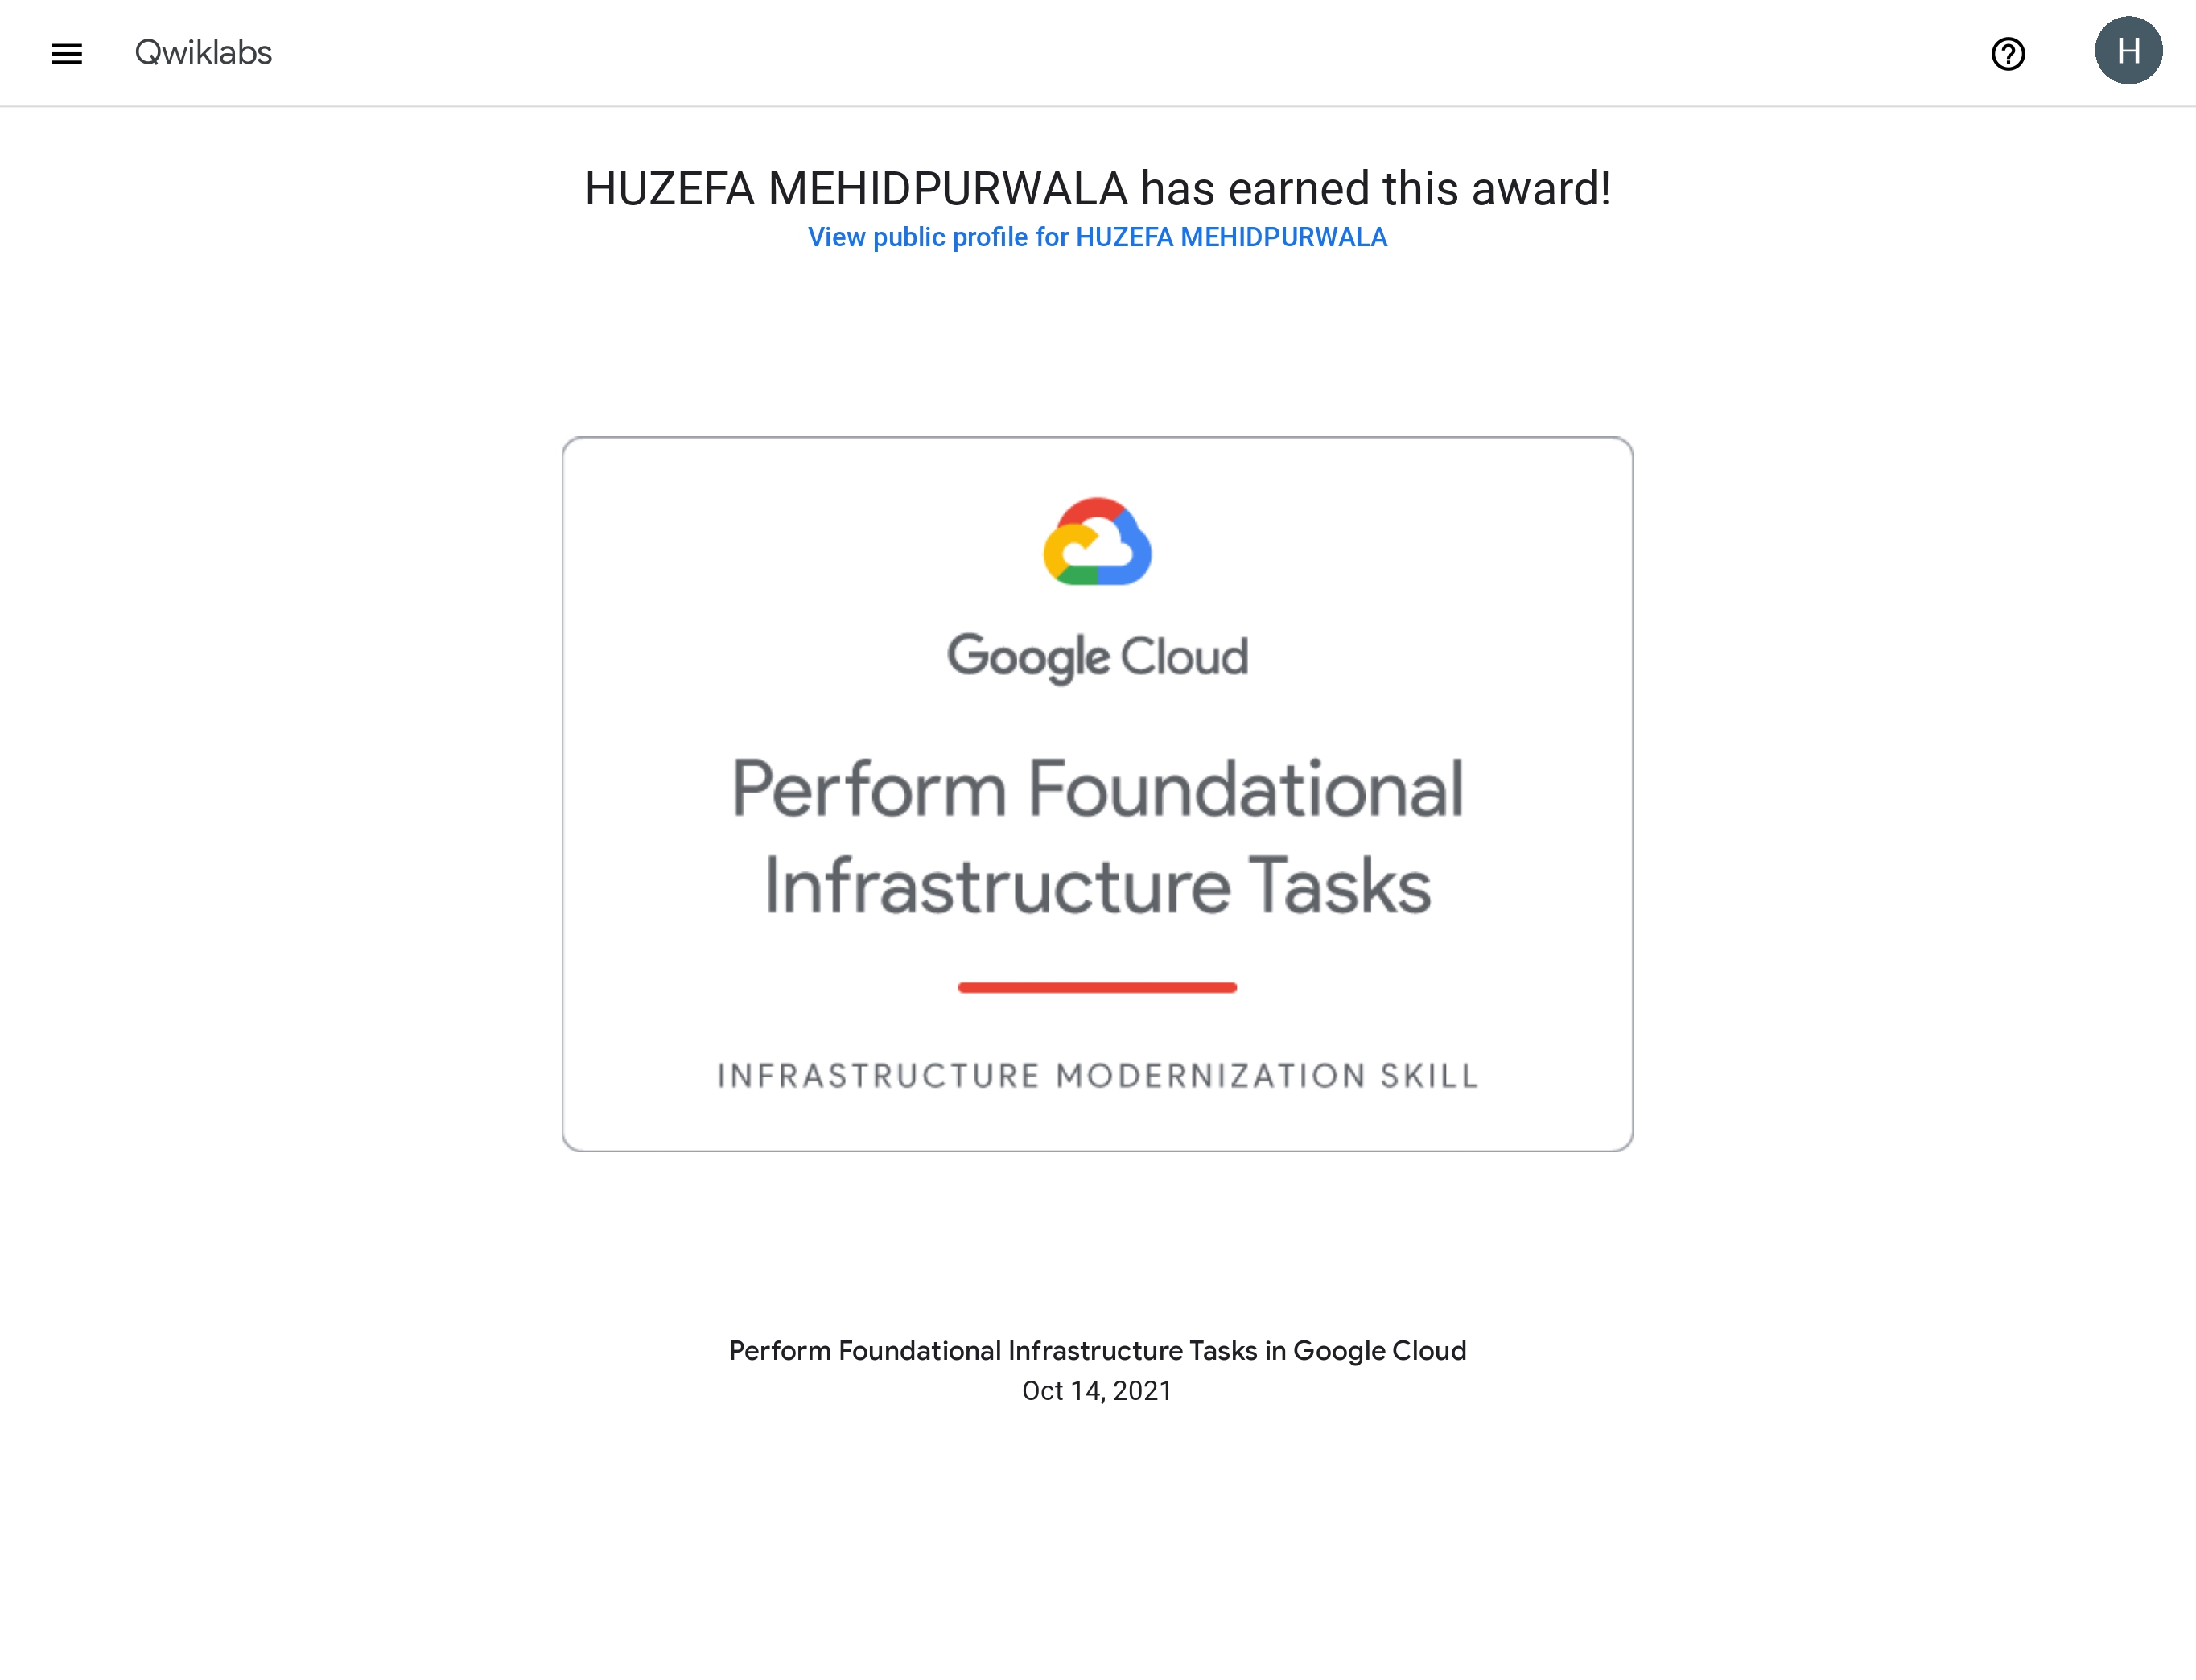 Qwiklabs
H
HUZEFA MEHIDPURWALA has earned this award!
View public profile for HUZEFA MEHIDPURWALA
Google Cloud
Perform Foundational
Infrastructure Tasks
INFRASTRUCTURE MODERNIZATION SKILL
Perform Foundational Infrastructure Tasks in Google Cloud
Oct 14, 2021